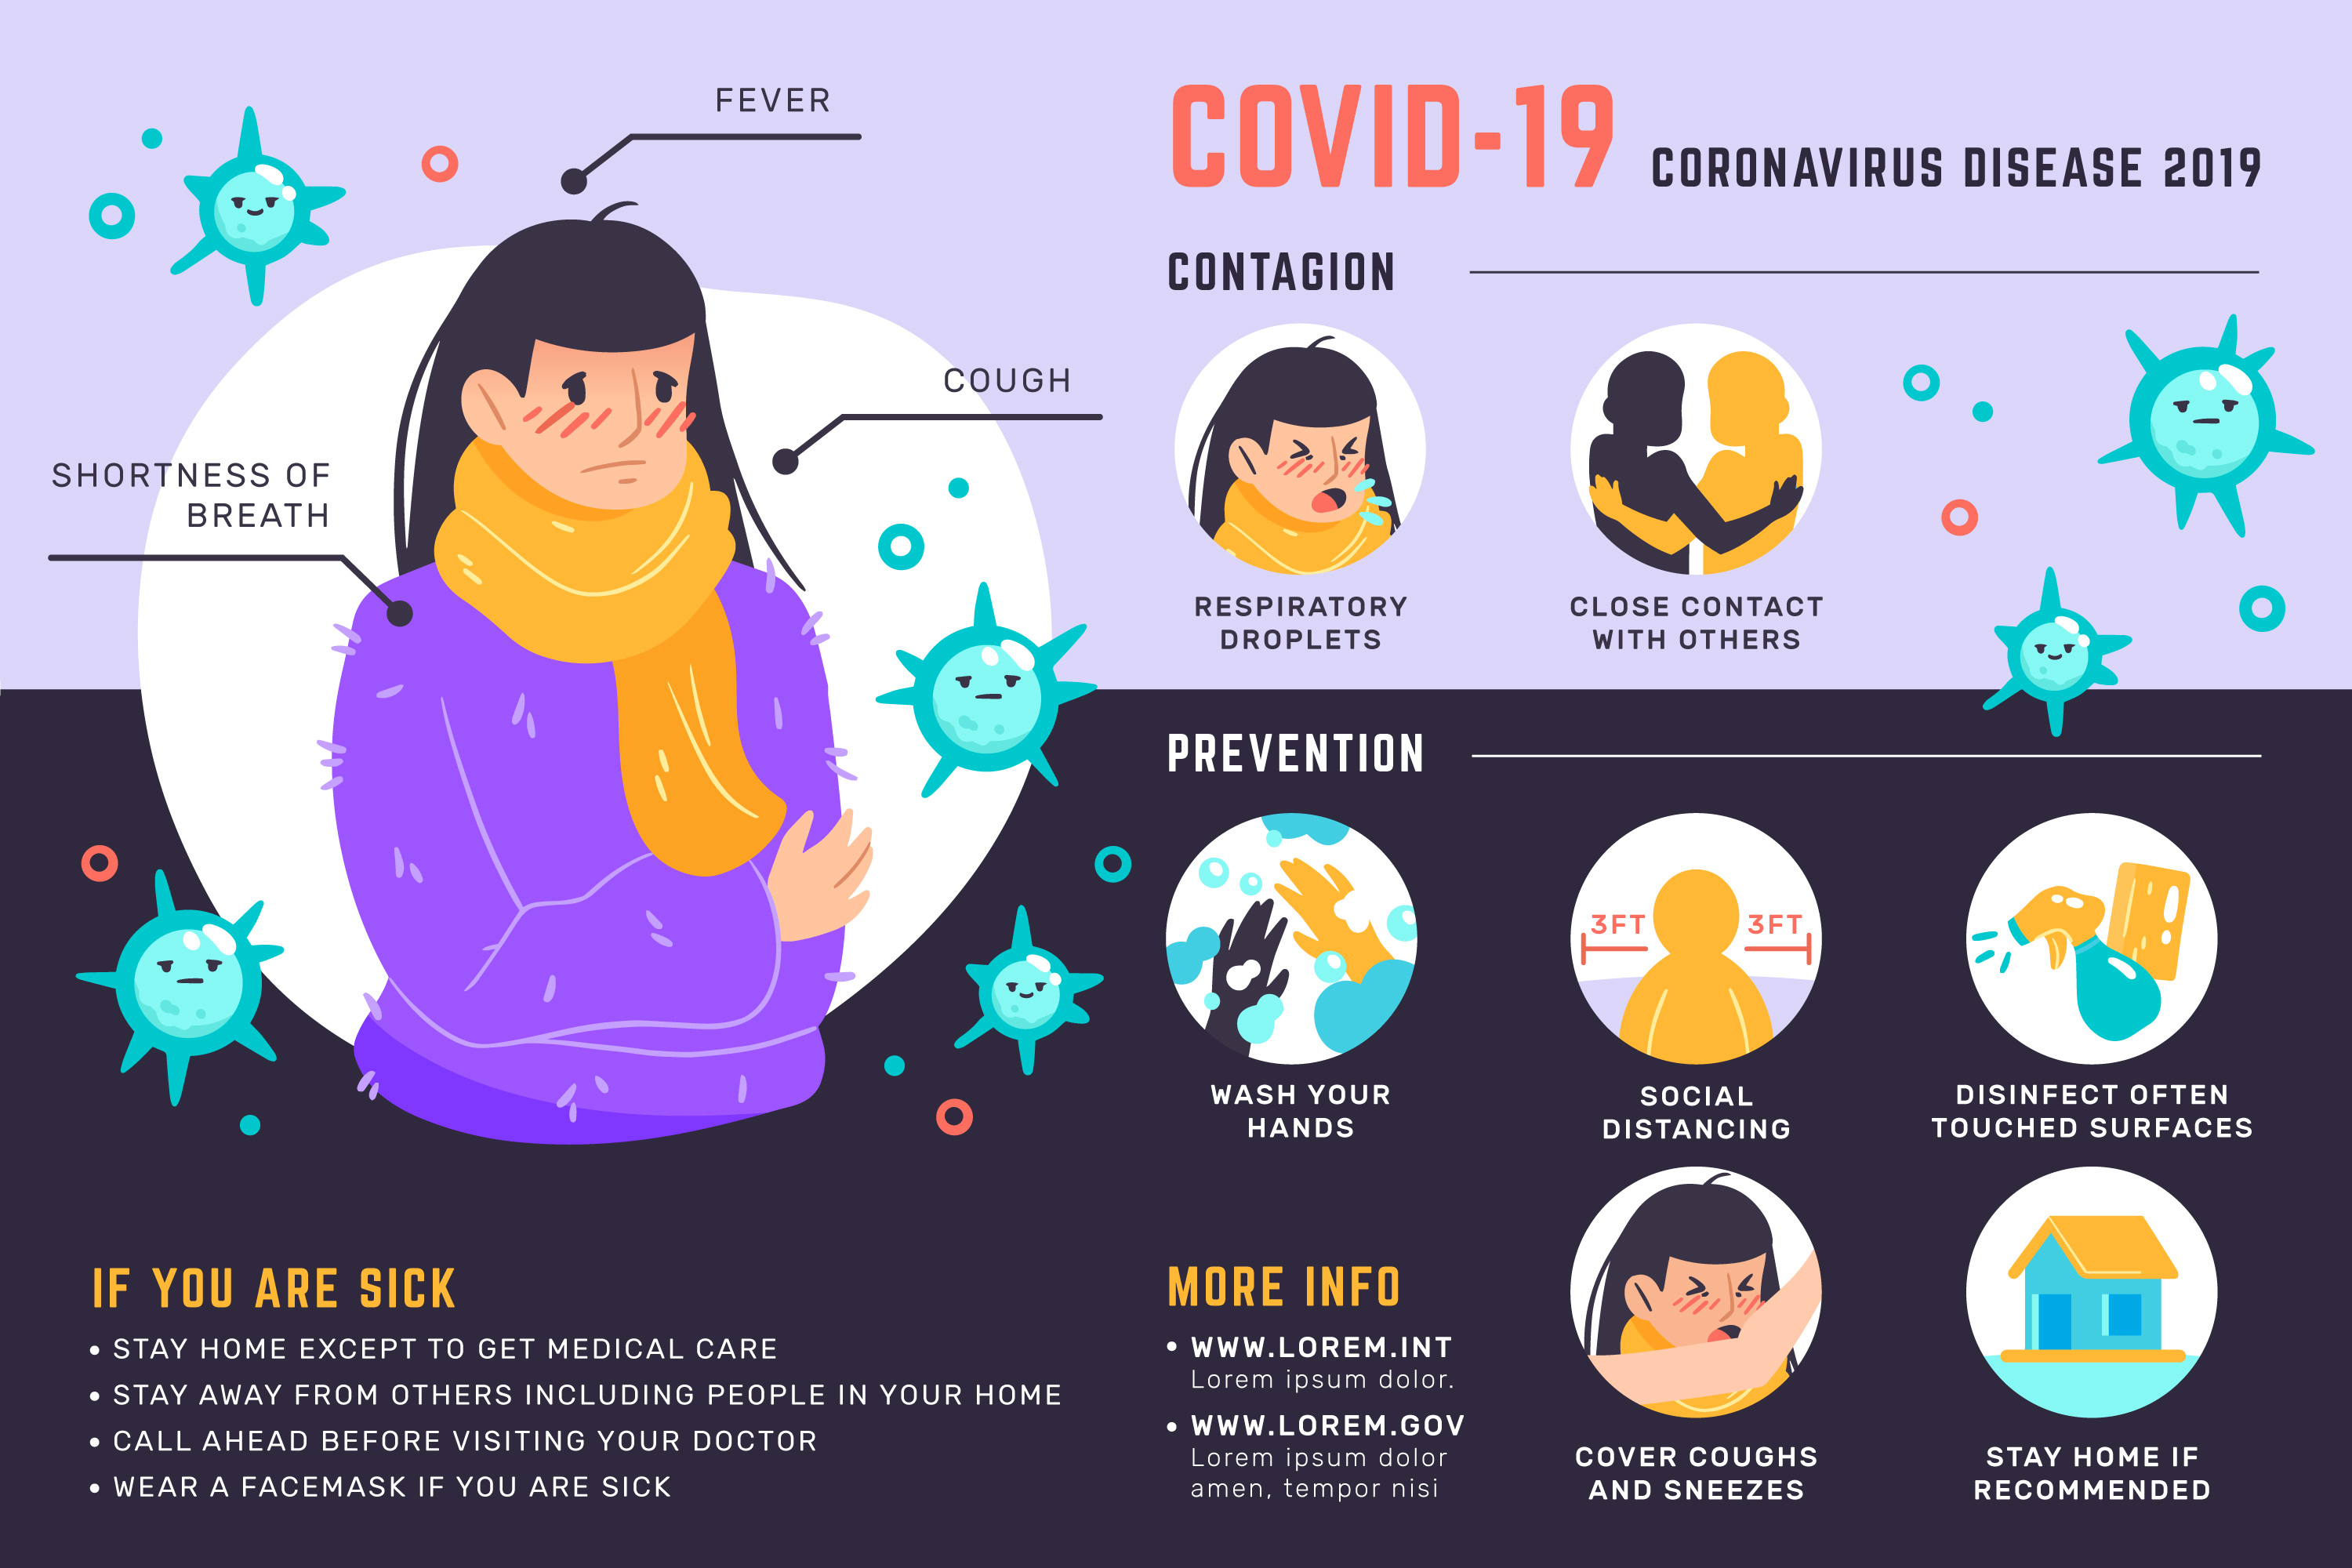 FEVER
COUGH
SHORTNESS OF
BREATH
COVID-19 CORONAVIRUS DISEASE 2019
CONTAGION
RESPIRATORY
DROPLETS
CLOSE CONTACT
WITH OTHERS
PREVENTION
WASH YOUR
HANDS
3FT 3FT
SOCIAL
DISTANCING
DISINFECT OFTEN
TOUCHED SURFACES
COVER COUGHS
AND SNEEZES
STAY HOME IF
RECOMMENDED
IF YOU ARE SICK
• STAY HOME EXCEPT TO GET MEDICAL CARE
• STAY AWAY FROM OTHERS INCLUDING PEOPLE IN YOUR HOME
• CALL AHEAD BEFORE VISITING YOUR DOCTOR
• WEAR A FACEMASK IF YOU ARE SICK
MORE INFO
• WWW.LOREM.INT
Lorem ipsum dolor.
• WWW.LOREM.GOV
Lorem ipsum dolor
amen, tempor nisi